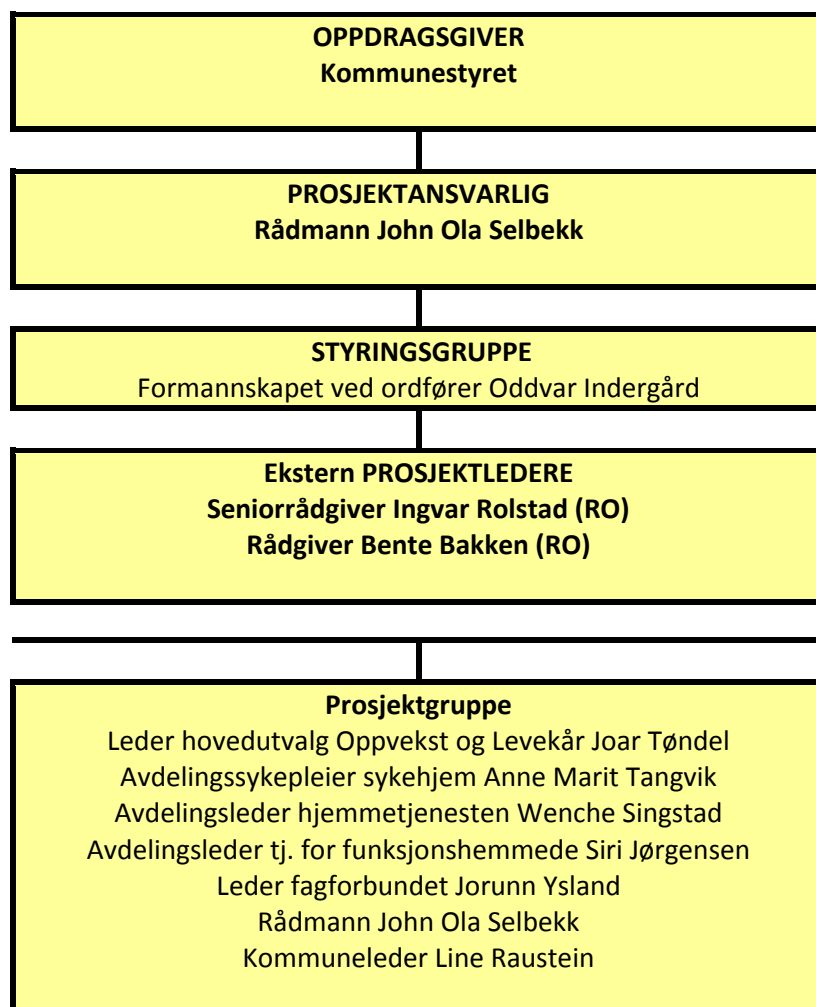 OPPDRAGSGIVER
Kommunestyret
PROSJEKTANSVARLIG
Rådmann John Ola Selbekk
STYRINGSGRUPPE
Formannskapet ved ordfører Oddvar Indergård
Ekstern PROSJEKTLEDERE
Seniorrådgiver Ingvar Rolstad (RO)
Rådgiver Bente Bakken (RO)
Prosjektgruppe
Leder hovedutvalg Oppvekst og Levekår Joar Tøndel
Avdelingssykepleier sykehjem Anne Marit Tangvik
Avdelingsleder hjemmetjenesten Wenche Singstad
Avdelingsleder tj. for funksjonshemmede Siri Jørgensen
Leder fagforbundet Jorunn Ysland
Rådmann John Ola Selbekk
Kommuneleder Line Raustein